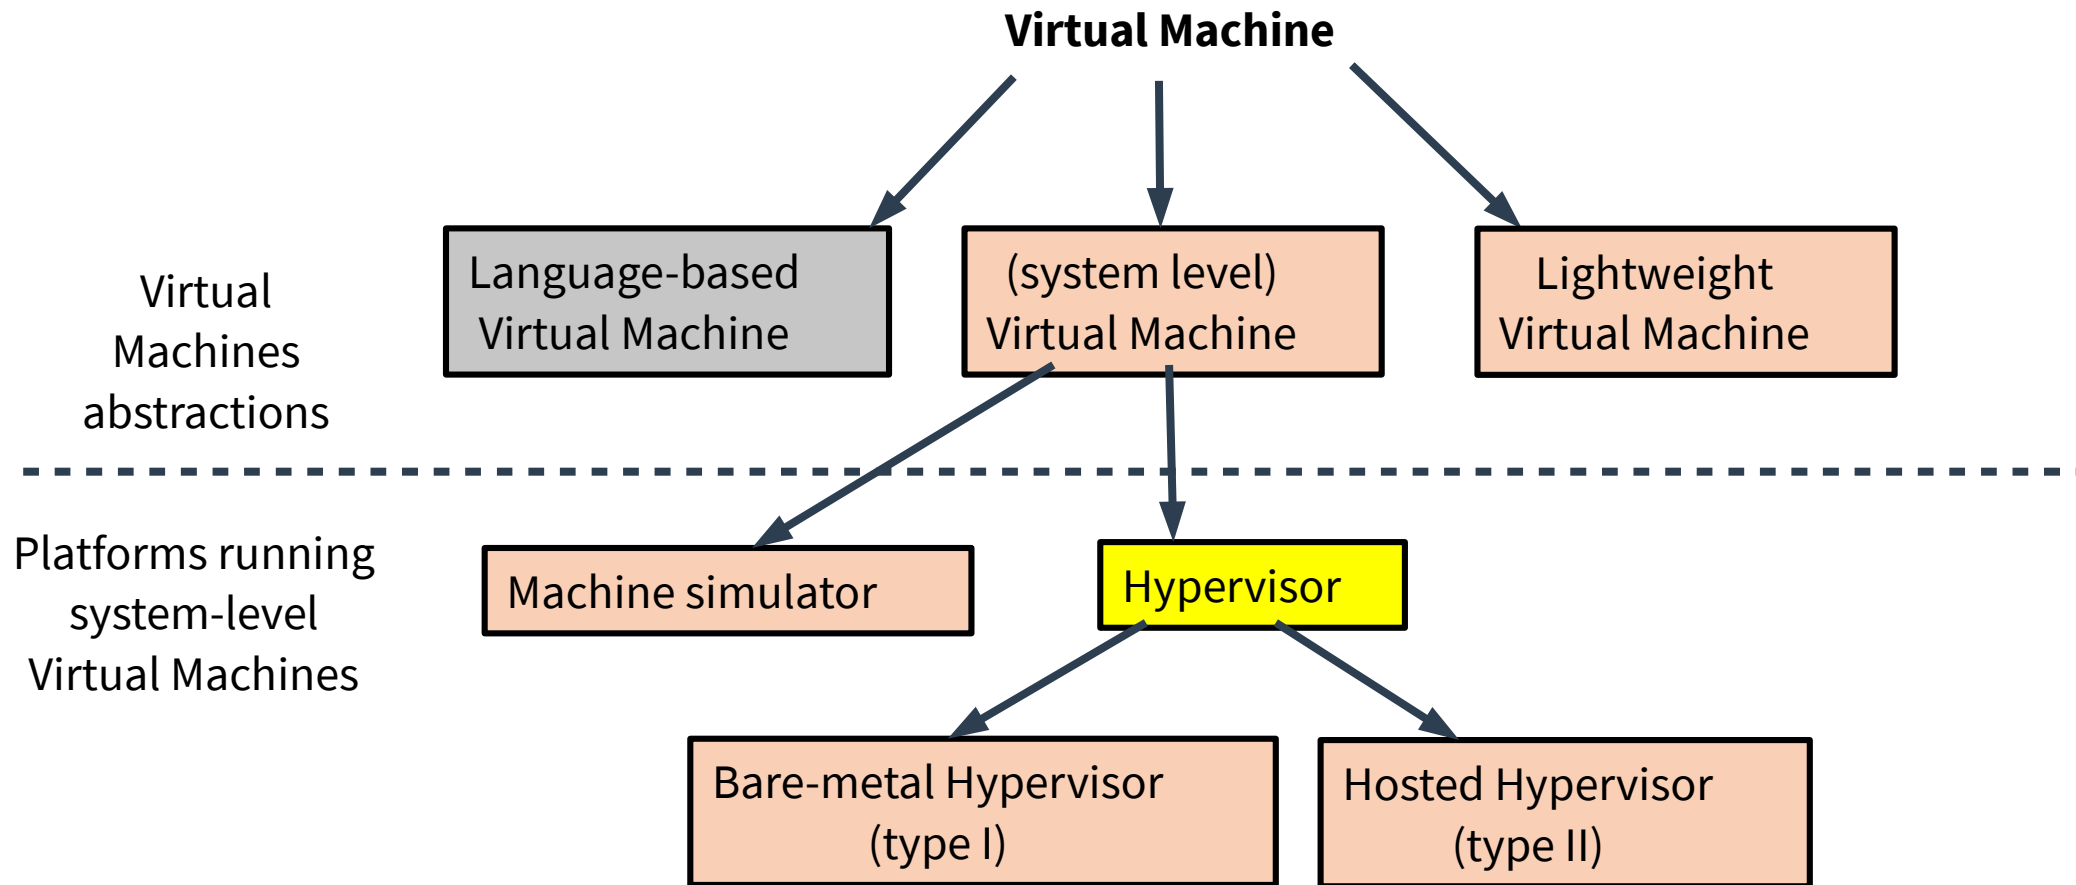 Virtual Machine
Language-based
Virtual Machine
(system level)
Virtual Machine
Lightweight
Virtual Machine
Virtual
Machines
abstractions
Platforms running
system-level
Virtual Machines
Machine simulator
Hypervisor
Bare-metal Hypervisor
(type I)
Hosted Hypervisor
(type II)